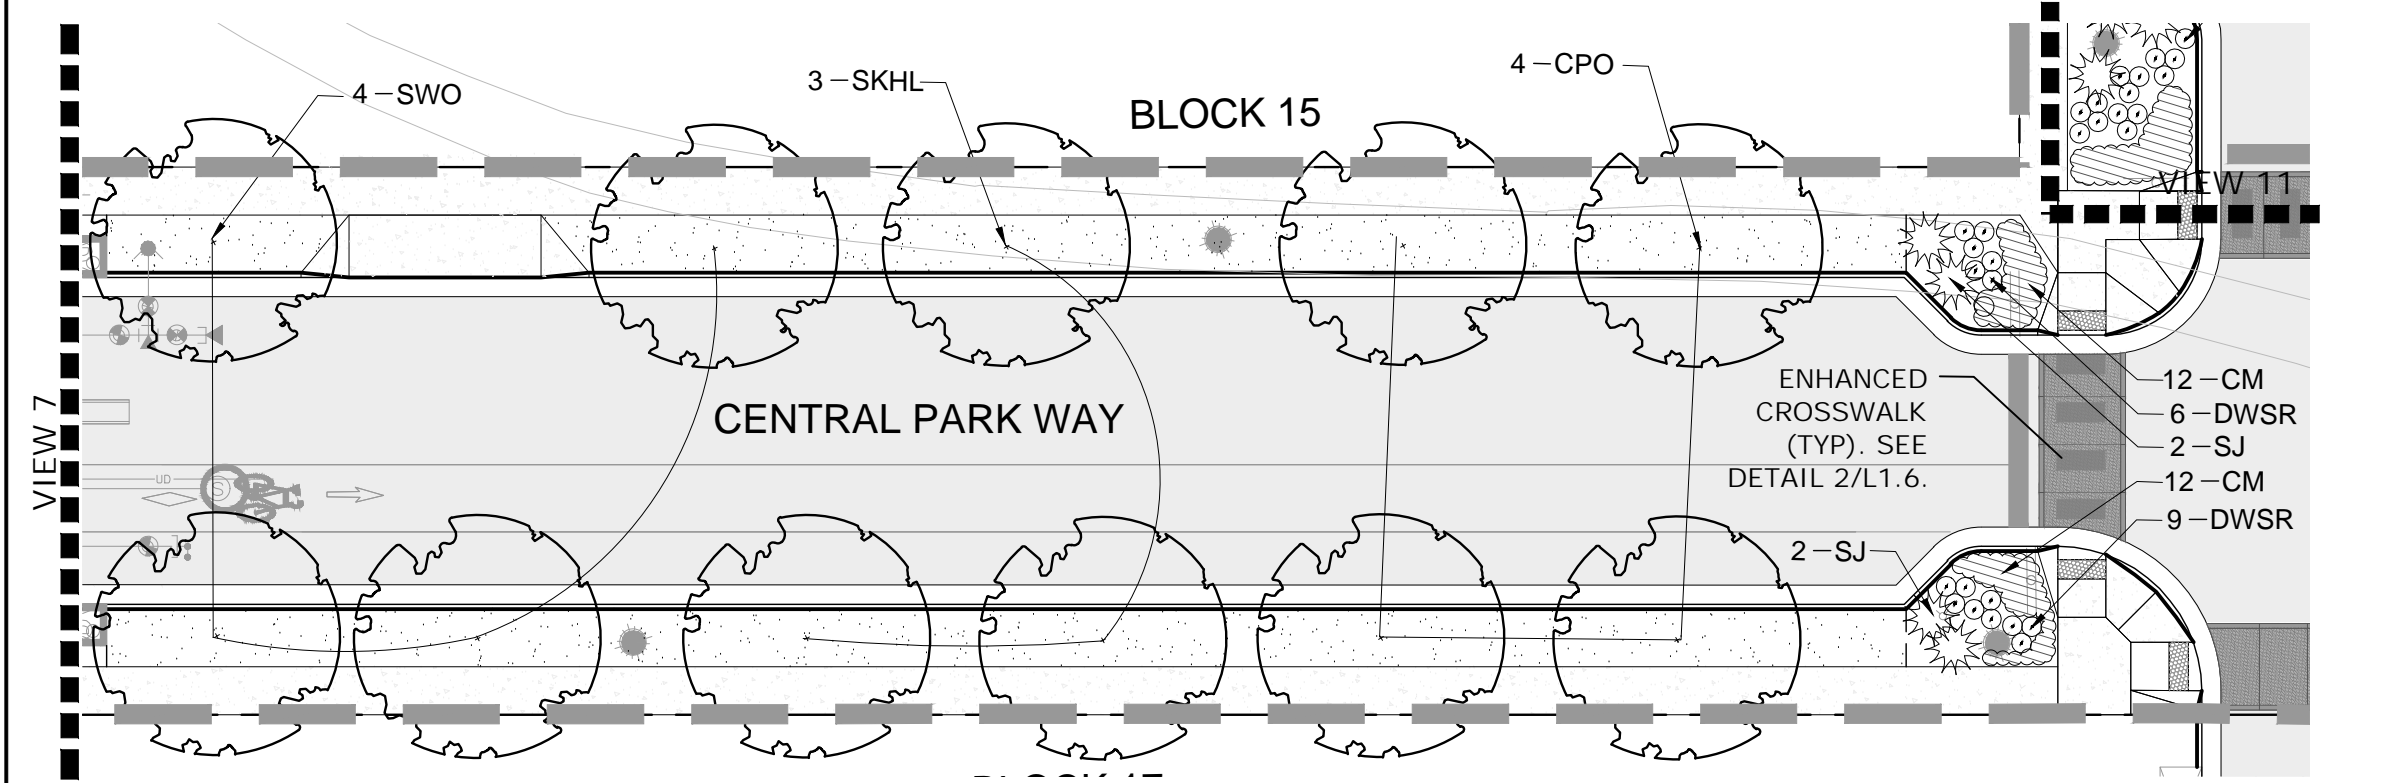 4-SWO
3-SKHL
4-CPO
BLOCK 15
VIEW 11
VIEW 7
CENTRAL PARK WAY
ENHANCED
CROSSWALK
(TYP). SEE
DETAIL 2/L1.6.
12-CM
6-DWSR
2-SJ
12-CM
9-DWSR
2-SJ
UD
S